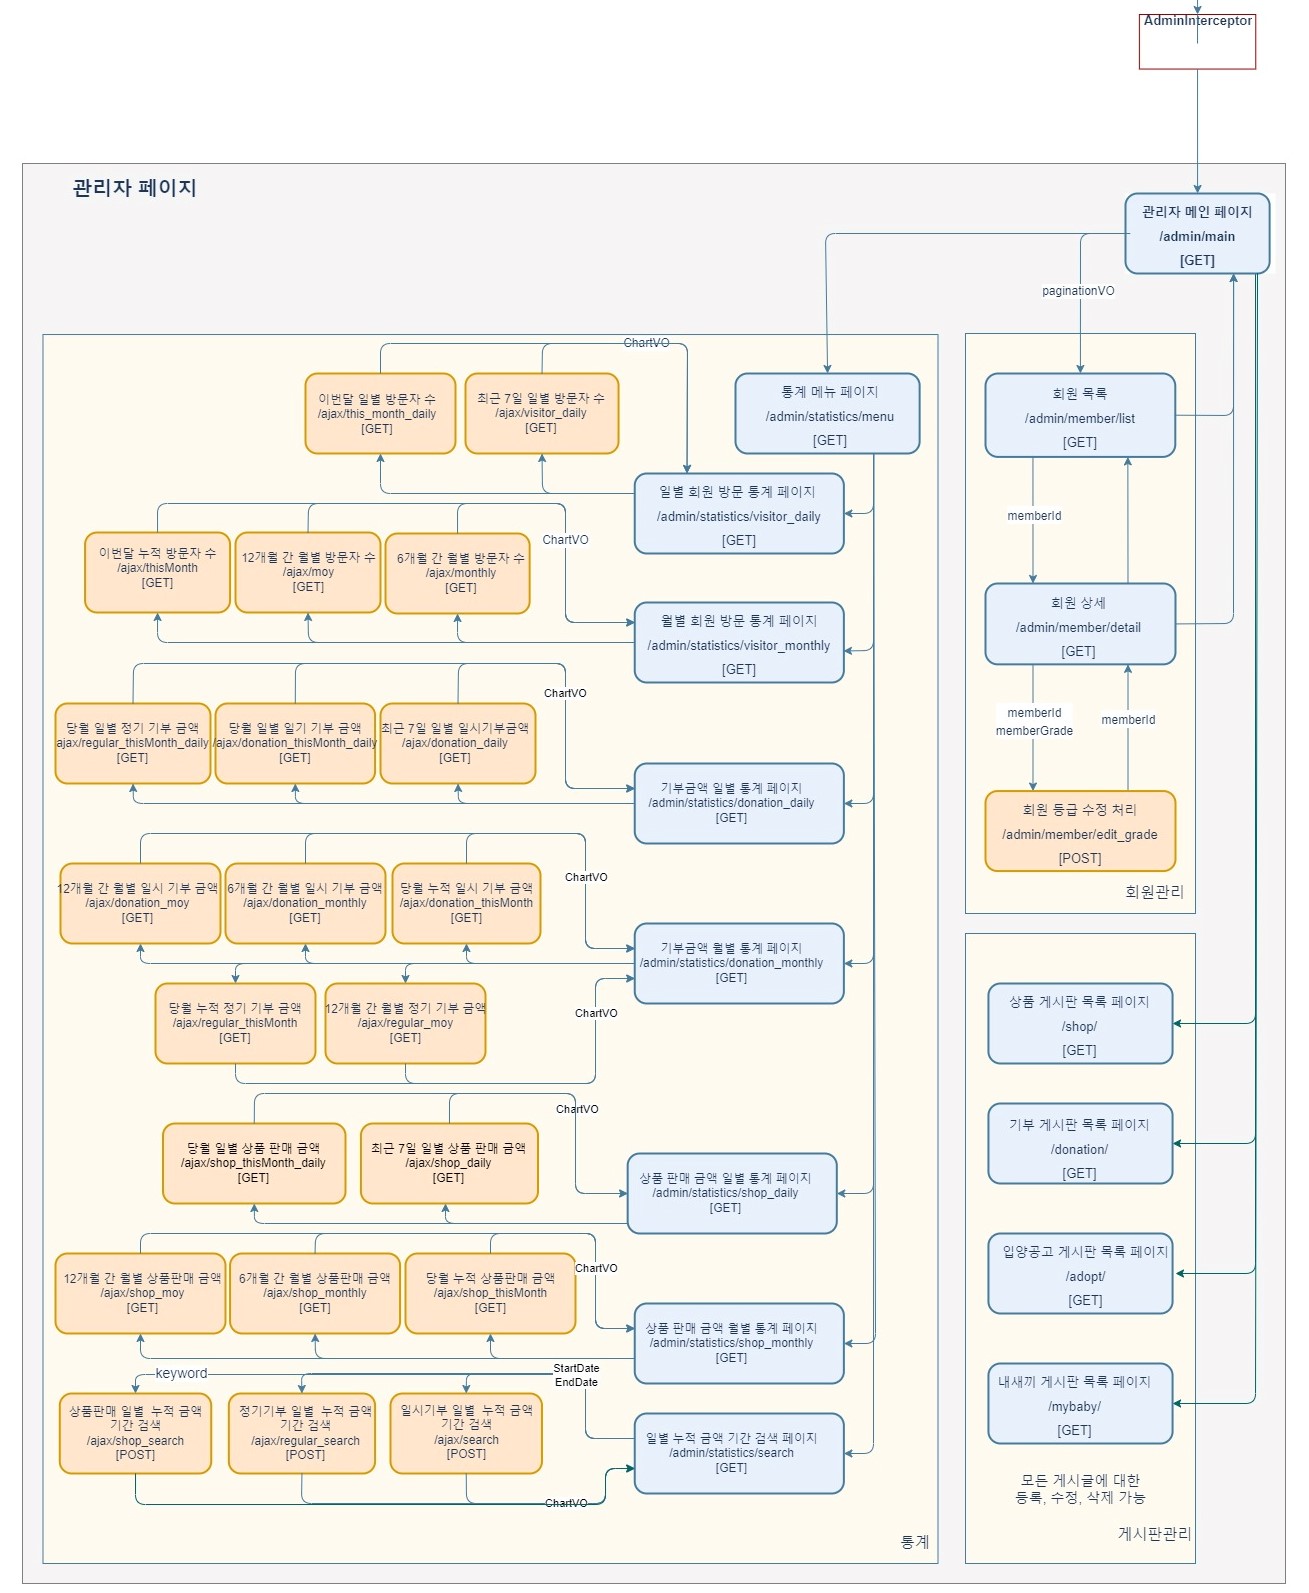 AdminInterceptor
관리자 페이지
관리자 메인 페이지
/admin/main
[GET]
paginationVO
ChartVO
이번달 일별 방문자 수
/ajax/this_month_daily
[GET]
최근 7일 일별 방문자 수
/ajax/visitor_daily
[GET]
통계 메뉴 페이지
/admin/statistics/menu
[GET]
일별 회원 방문 통계 페이지
/admin/statistics/visitor_daily
[GET]
ChartVO
이번달 누적 방문자 수
/ajax/thisMonth
[GET]
12개월 간 월별 방문자 수
/ajax/moy
[GET]
6개월 간 월별 방문자 수
/ajax/monthly
[GET]
월별 회원 방문 통계 페이지
/admin/statistics/visitor_monthly
[GET]
ChartVO
당월 일별 정기 기부 금액
ajax/regular_thisMonth_daily
[GET]
당월 일별 일기 기부 금액
/ajax/donation_thisMonth_daily
[GET]
최근 7일 일별 일시기부금액
/ajax/donation_daily
[GET]
기부금액 일별 통계 페이지
/admin/statistics/donation_daily
[GET]
ChartVO
12개월 간 월별 일시 기부 금액
/ajax/donation_moy
[GET]
6개월 간 월별 일시 기부 금액
/ajax/donation_monthly
[GET]
당월 누적 일시 기부 금액
/ajax/donation_thisMonth
[GET]
기부금액 월별 통계 페이지
/admin/statistics/donation_monthly
[GET]
당월 누적 정기 기부 금액
/ajax/regular_thisMonth
[GET]
12개월 간 월별 정기 기부 금액
/ajax/regular_moy
[GET]
ChartVO
ChartVO
당월 일별 상품 판매 금액
/ajax/shop_thisMonth_daily
[GET]
최근 7일 일별 상품 판매 금액
/ajax/shop_daily
[GET]
상품 판매 금액 일별 통계 페이지
/admin/statistics/shop_daily
[GET]
ChartVO
12개월 간 월별 상품판매 금액
/ajax/shop_moy
[GET]
6개월 간 월별 상품판매 금액
/ajax/shop_monthly
[GET]
당월 누적 상품판매 금액
/ajax/shop_thisMonth
[GET]
상품 판매 금액 월별 통계 페이지
/admin/statistics/shop_monthly
[GET]
keyword
StartDate
EndDate
상품판매 일별 누적 금액
기간 검색
/ajax/shop_search
[POST]
정기기부 일별 누적 금액
기간 검색
/ajax/regular_search
[POST]
일시기부 일별 누적 금액
기간 검색
/ajax/search
[POST]
일별 누적 금액 기간 검색 페이지
/admin/statistics/search
[GET]
ChartVO
통계
회원 목록
/admin/member/list
[GET]
memberId
회원 상세
/admin/member/detail
[GET]
memberId
memberGrade
memberId
회원 등급 수정 처리
/admin/member/edit_grade
[POST]
회원관리
상품 게시판 목록 페이지
/shop/
[GET]
기부 게시판 목록 페이지
/donation/
[GET]
입양공고 게시판 목록 페이지
/adopt/
[GET]
내새끼 게시판 목록 페이지
/mybaby/
[GET]
모든 게시글에 대한
등록, 수정, 삭제 가능
게시판관리